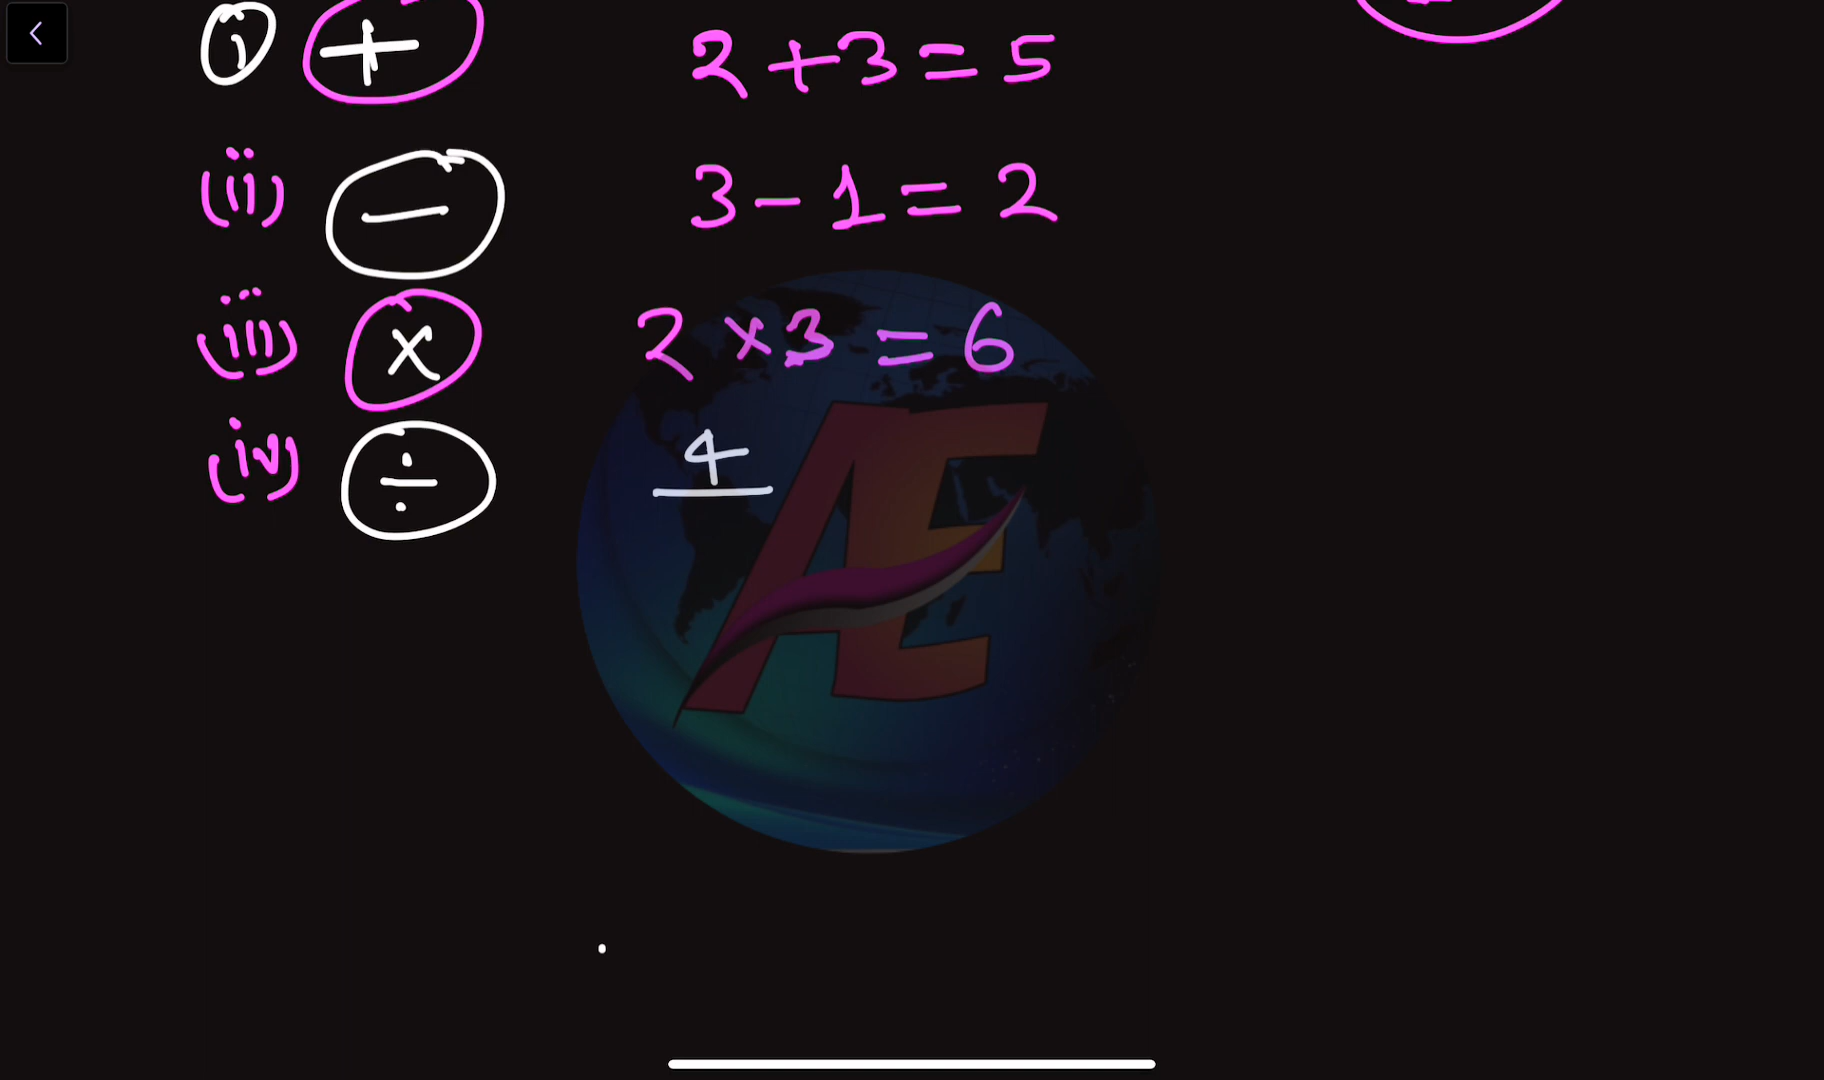 (i) + 2 + 3 = 5
(ii) − 3 − 1 = 2
(iii) × 2 × 3 = 6
(iv) ÷ 4
Æ